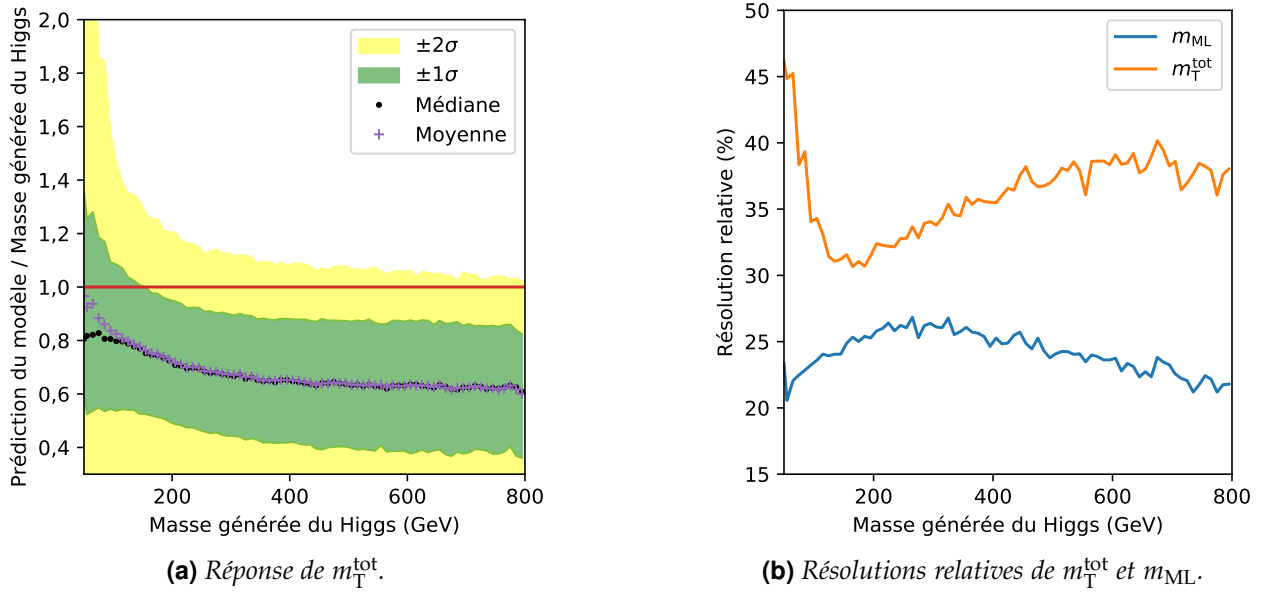 Prédiction du modèle / Masse générée du Higgs
2,0
1,8
1,6
1,4
1,2
1,0
0,8
0,6
0,4
±2σ
±1σ
Médiane
Moyenne
200
400
600
800
Masse générée du Higgs (GeV)
(a) Réponse de m_T^tot.
Résolution relative (%)
50
45
40
35
30
25
20
15
m_ML
m_T^tot
200
400
600
800
Masse générée du Higgs (GeV)
(b) Résolutions relatives de m_T^tot et m_ML.